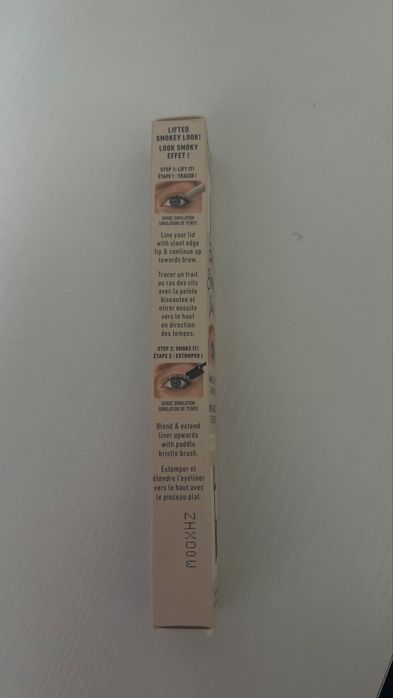 LIFTED
SMOKEY LOOK!
LOOK SMOKY
EFFET !
STEP 1: LIFT IT!
ÉTAPE 1 : TRACER !
SHADE SIMULATION
SIMULATION DE TEINTE
Line your lid
with slant edge
tip & continue up
towards brow.
Tracer un trait
au ras des cils
avec la pointe
biseautée et
étirer ensuite
vers le haut
en direction
des tempes.
STEP 2: SMOKE IT!
ÉTAPE 2 : ESTOMPER !
SHADE SIMULATION
SIMULATION DE TEINTE
Blend & extend
liner upwards
with paddle
bristle brush.
Estomper et
étendre l'eyeliner
vers le haut avec
le pinceau plat.